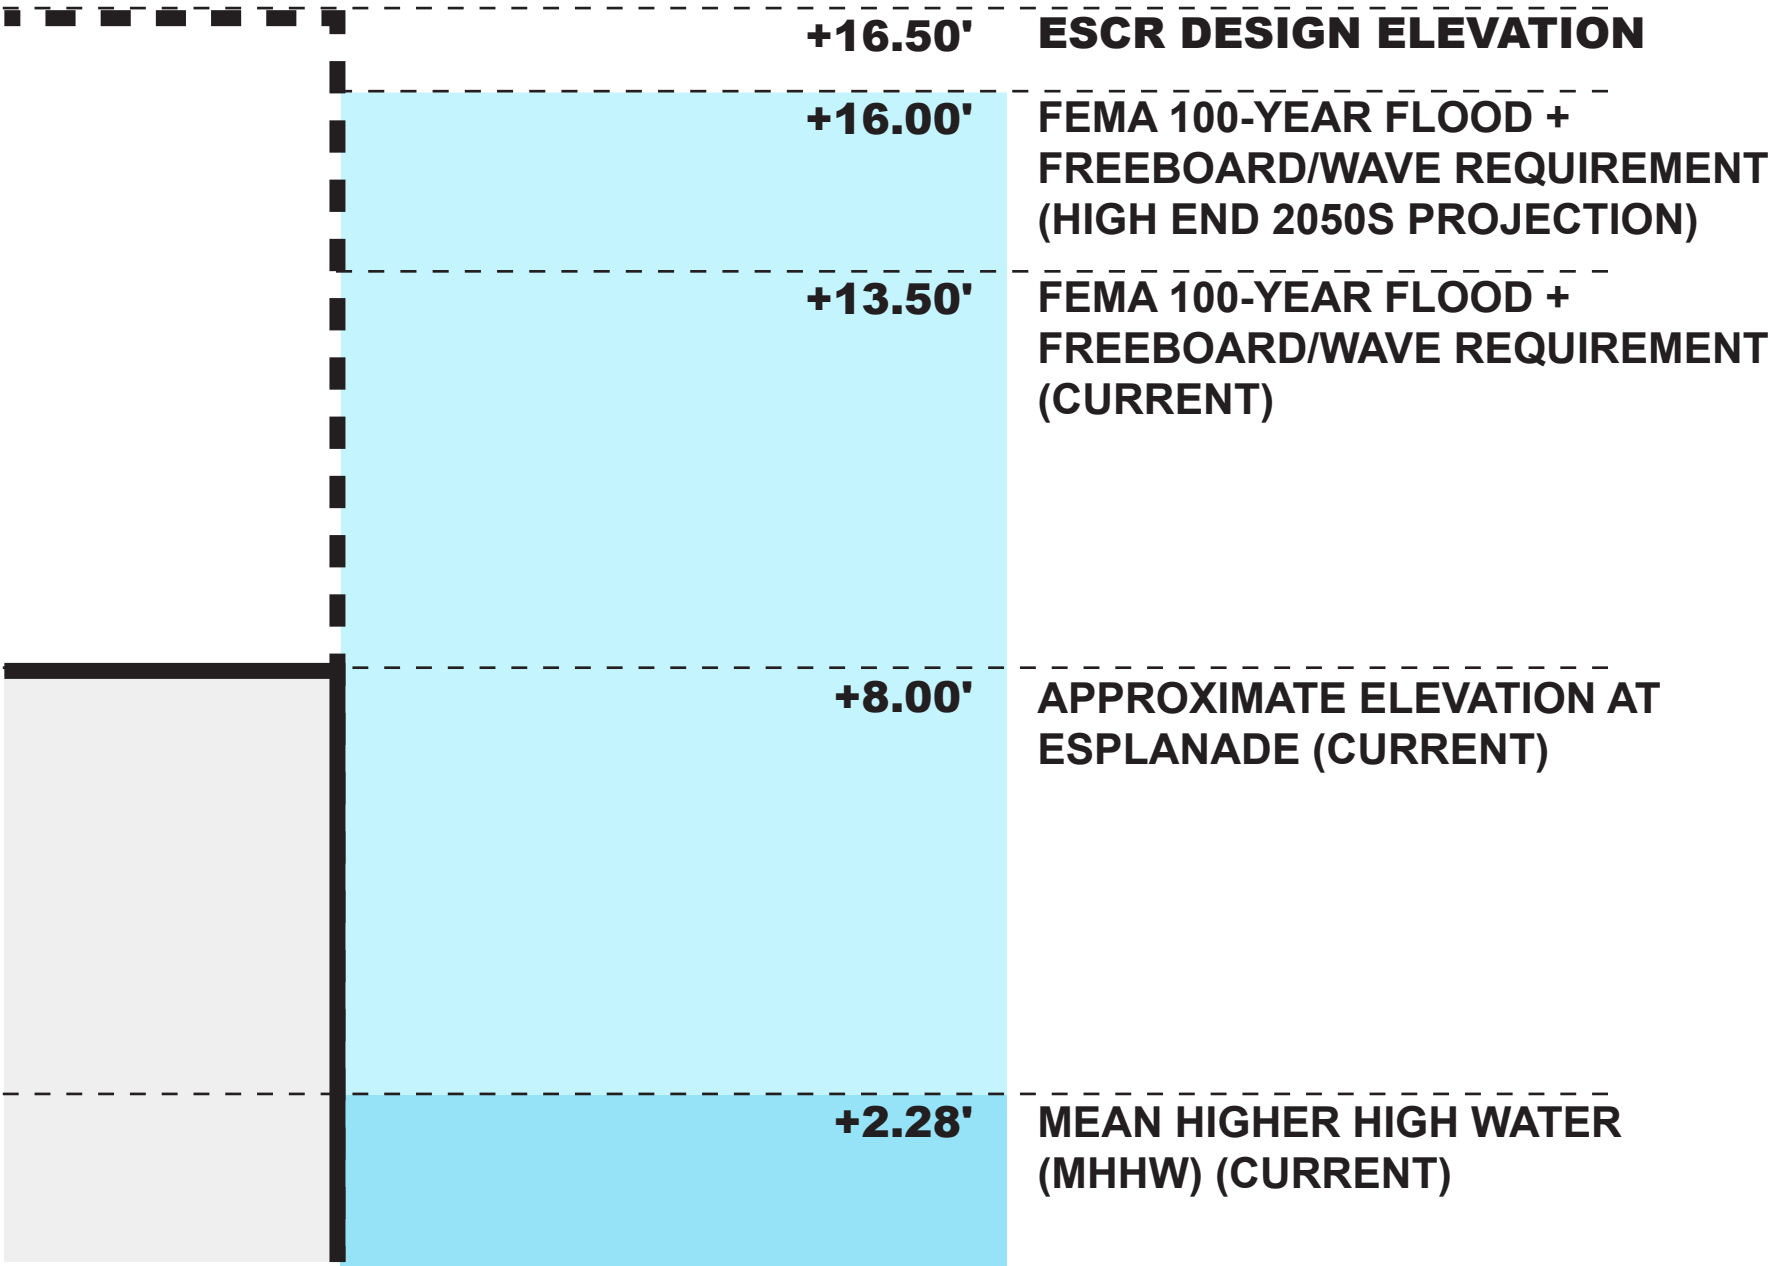 +16.50' ESCR DESIGN ELEVATION
+16.00' FEMA 100-YEAR FLOOD +
FREEBOARD/WAVE REQUIREMENT
(HIGH END 2050S PROJECTION)
+13.50' FEMA 100-YEAR FLOOD +
FREEBOARD/WAVE REQUIREMENT
(CURRENT)
+8.00' APPROXIMATE ELEVATION AT
ESPLANADE (CURRENT)
+2.28' MEAN HIGHER HIGH WATER
(MHHW) (CURRENT)